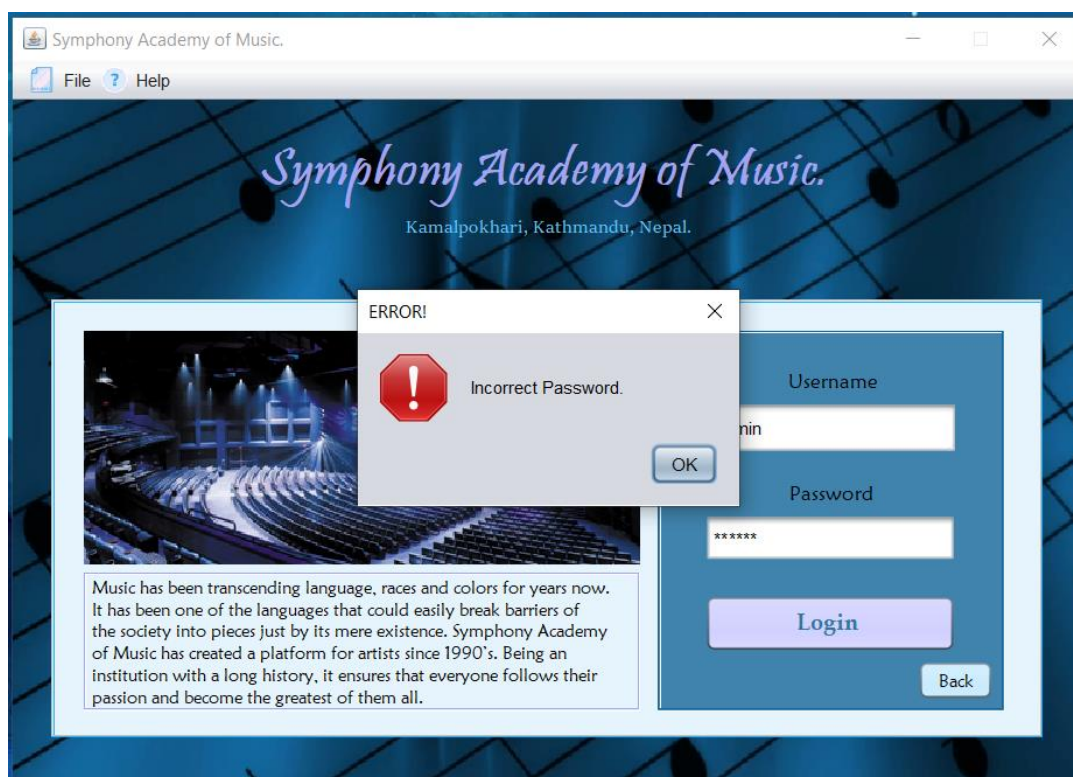 Symphony Academy of Music.
File Help
Symphony Academy of Music.
Kamalpokhari, Kathmandu, Nepal.
ERROR!
Incorrect Password.
OK
Username
min
Password
******
Login
Back
Music has been transcending language, races and colors for years now.
It has been one of the languages that could easily break barriers of
the society into pieces just by its mere existence. Symphony Academy
of Music has created a platform for artists since 1990's. Being an
institution with a long history, it ensures that everyone follows their
passion and become the greatest of them all.